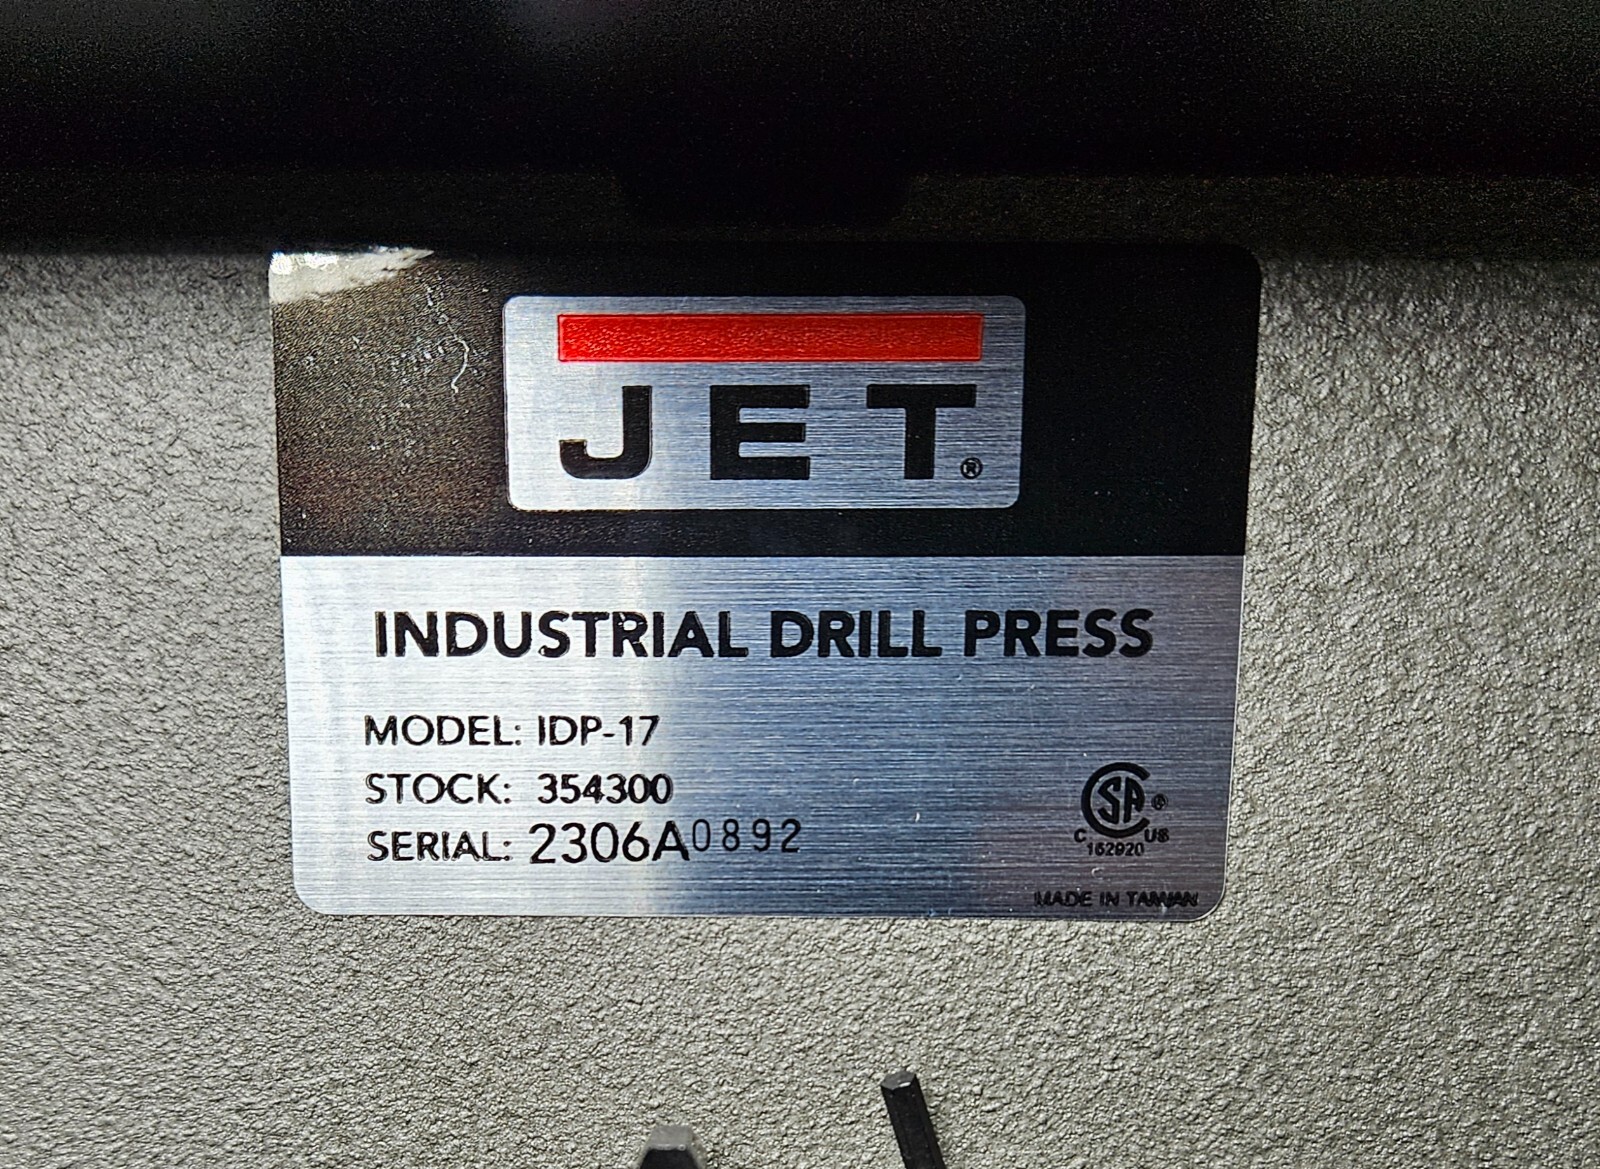 JET®
INDUSTRIAL DRILL PRESS
MODEL: IDP-17
STOCK: 354300
SERIAL: 2306A0892
CSA®
C US
162920
MADE IN TAIWAN